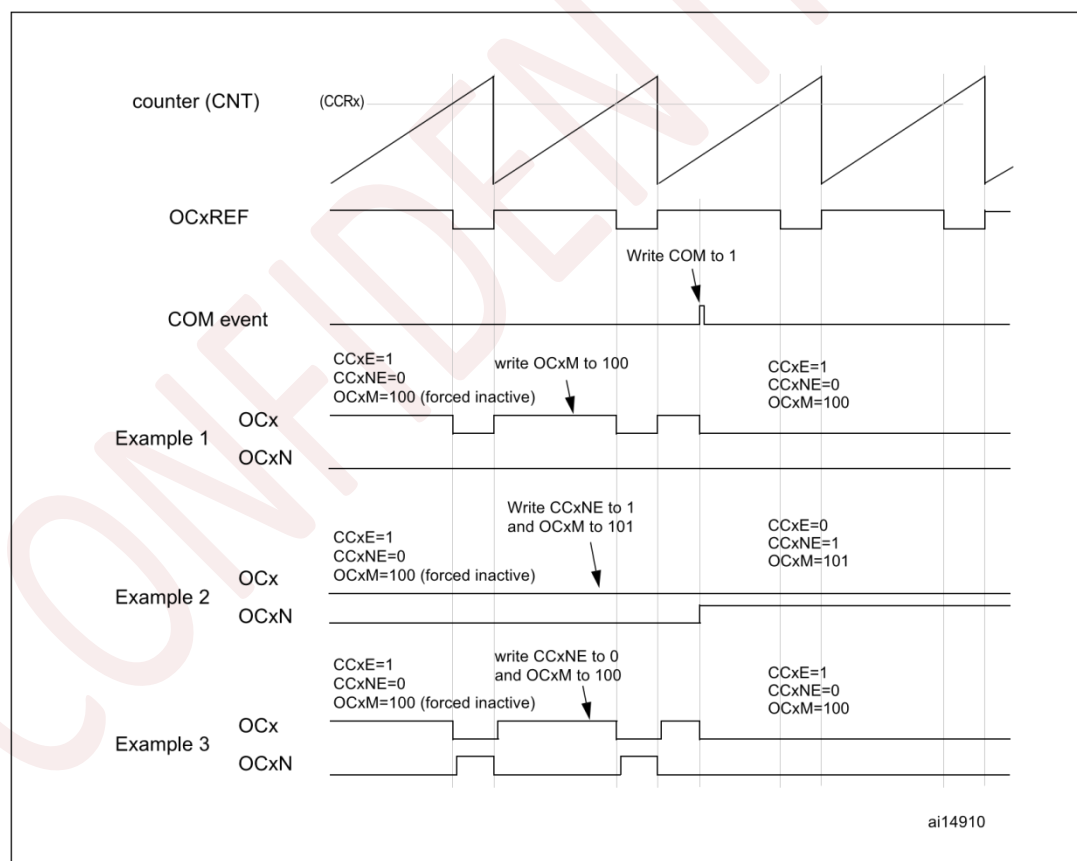 counter (CNT)
(CCRx)
OCxREF
Write COM to 1
COM event
CCxE=1
CCxNE=0
OCxM=100 (forced inactive)
write OCxM to 100
CCxE=1
CCxNE=0
OCxM=100
OCx
Example 1
OCxN
Write CCxNE to 1
and OCxM to 101
CCxE=1
CCxNE=0
OCxM=100 (forced inactive)
CCxE=0
CCxNE=1
OCxM=101
OCx
Example 2
OCxN
write CCxNE to 0
and OCxM to 100
CCxE=1
CCxNE=0
OCxM=100 (forced inactive)
CCxE=1
CCxNE=0
OCxM=100
OCx
Example 3
OCxN
ai14910
CONFIDENT